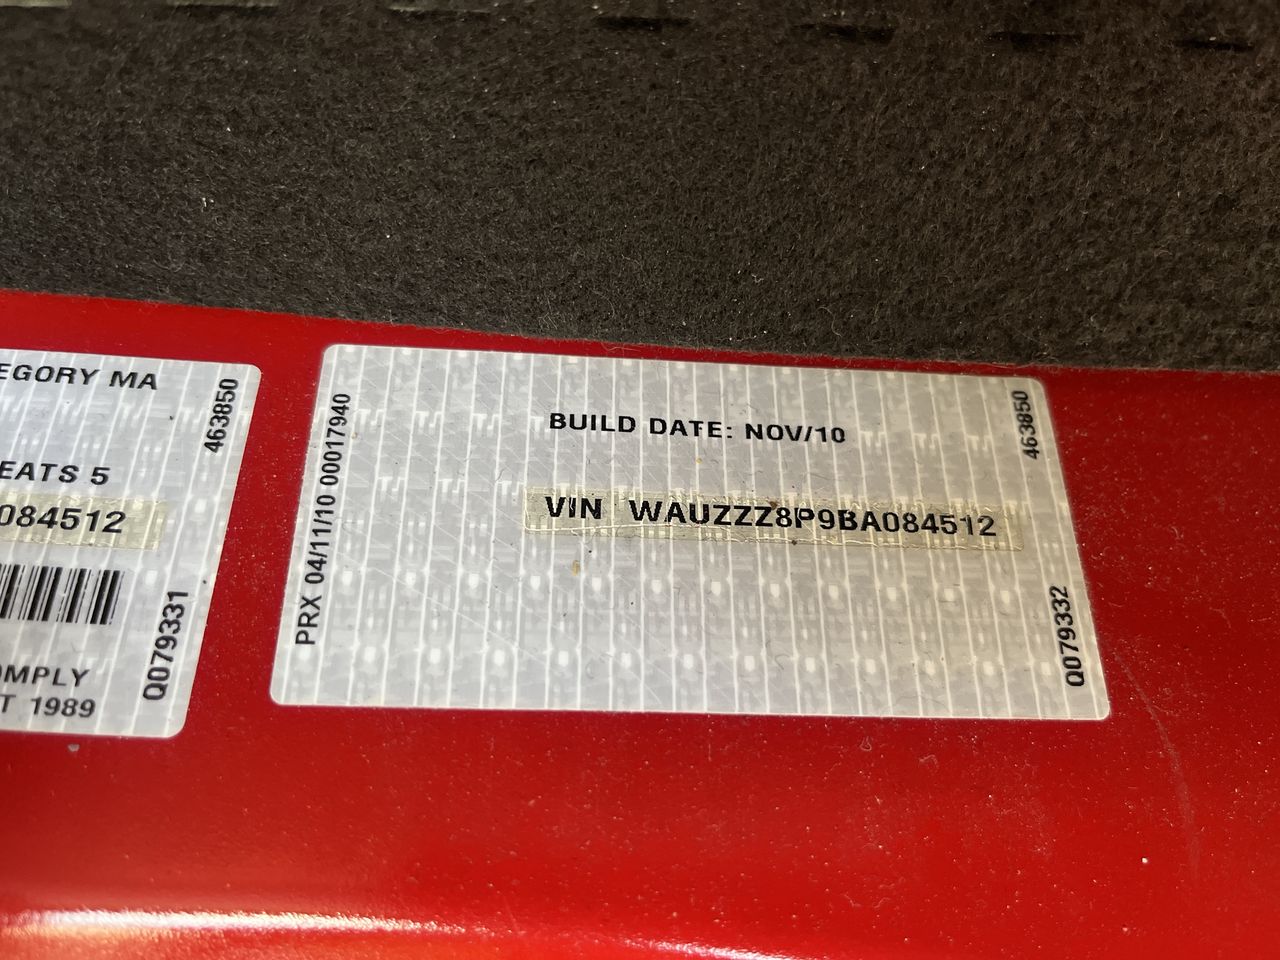 EGORY MA
463850
EATS 5
084512
Q079331
OMPLY
T 1989
PRX 04/11/10 00017940
BUILD DATE: NOV/10
463850
VIN WAUZZZ8P9BA084512
Q079332